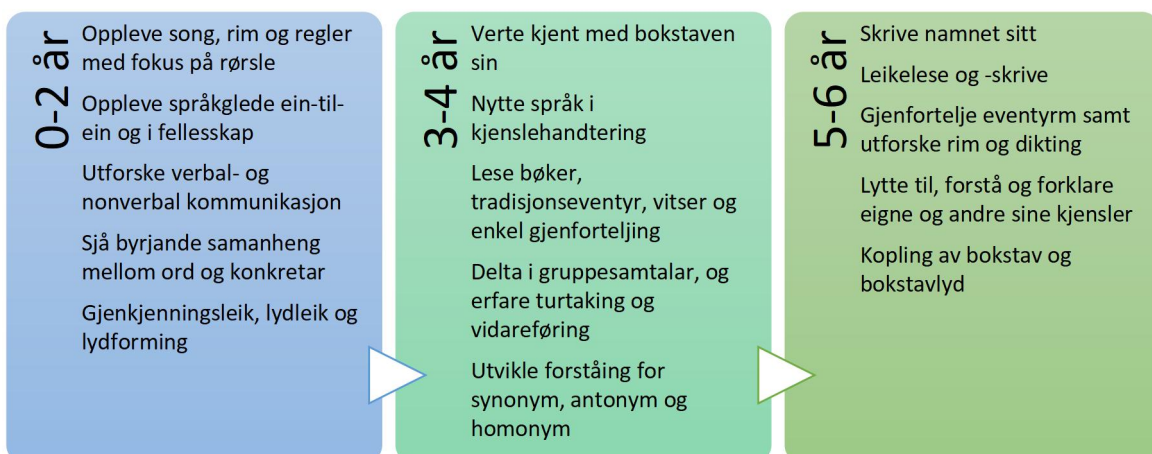 0-2 år
Oppleve song, rim og regler
med fokus på rørsle
Oppleve språkglede ein-til-
ein og i fellesskap
Utforske verbal- og
nonverbal kommunikasjon
Sjå byrjande samanheng
mellom ord og konkretar
Gjenkjenningsleik, lydleik og
lydforming
3-4 år
Verte kjent med bokstaven
sin
Nytte språk i
kjenslehandtering
Lese bøker,
tradisjonseventyr, vitser og
enkel gjenforteljing
Delta i gruppesamtalar, og
erfare turtaking og
vidareføring
Utvikle forståing for
synonym, antonym og
homonym
5-6 år
Skrive namnet sitt
Leikelese og -skrive
Gjenfortelje eventyrm samt
utforske rim og dikting
Lytte til, forstå og forklare
eigne og andre sine kjensler
Kopling av bokstav og
bokstavlyd